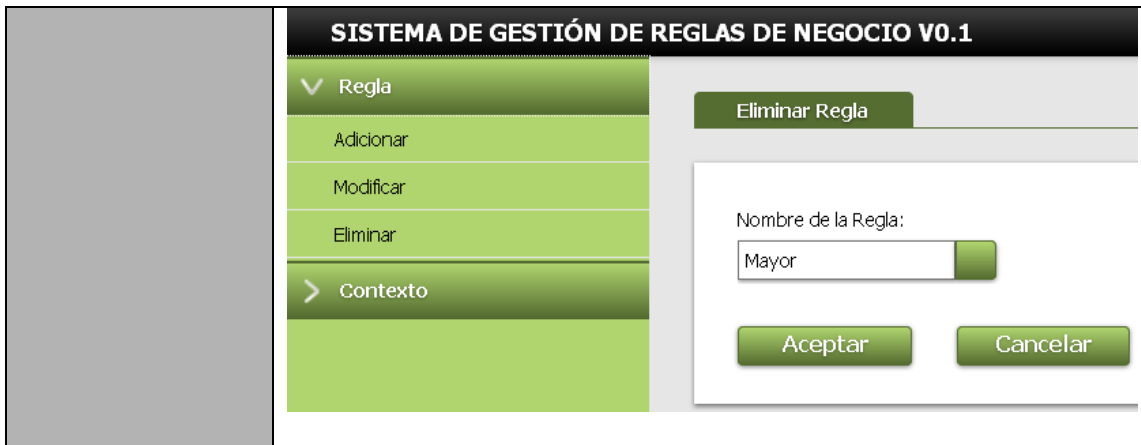 SISTEMA DE GESTIÓN DE REGLAS DE NEGOCIO V0.1
Regla
Adicionar
Modificar
Eliminar
Contexto
Eliminar Regla
Nombre de la Regla:
Mayor
Aceptar Cancelar